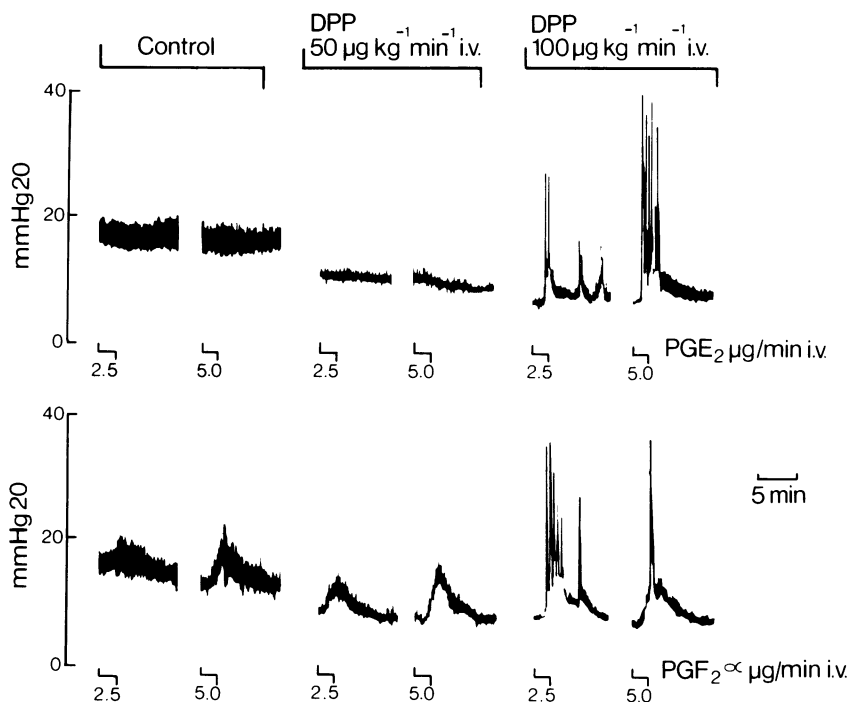 Control
DPP
50 µg kg⁻¹ min⁻¹ i.v.
DPP
100 µg kg⁻¹ min⁻¹ i.v.
40
mmHg20
20
0
2.5 5.0 2.5 5.0 2.5 5.0 PGE₂ µg/min i.v.
40
mmHg20
20
0
5 min
2.5 5.0 2.5 5.0 2.5 5.0 PGF₂∝ µg/min i.v.